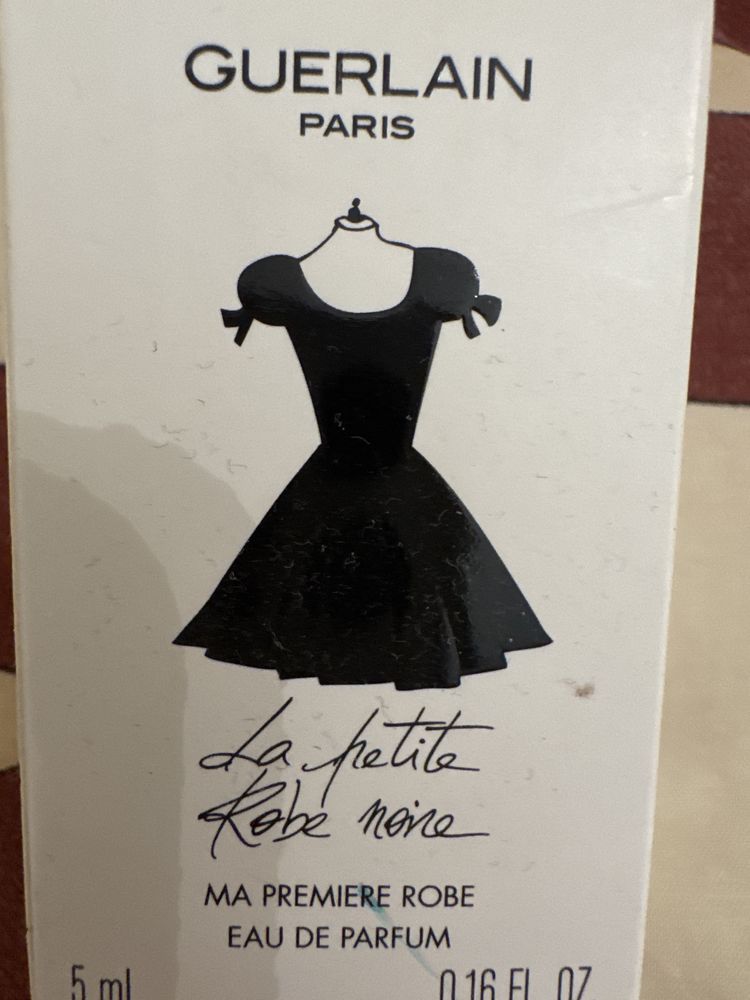 GUERLAIN
PARIS
La petite
Robe noire
MA PREMIERE ROBE
EAU DE PARFUM
5 ml 0.16 FL. OZ